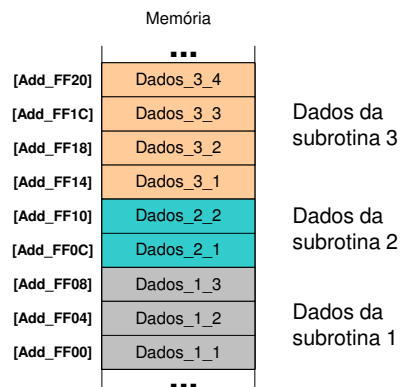 Memória
...
[Add_FF20] Dados_3_4
[Add_FF1C] Dados_3_3
[Add_FF18] Dados_3_2
[Add_FF14] Dados_3_1
Dados da
subrotina 3
[Add_FF10] Dados_2_2
[Add_FF0C] Dados_2_1
Dados da
subrotina 2
[Add_FF08] Dados_1_3
[Add_FF04] Dados_1_2
[Add_FF00] Dados_1_1
Dados da
subrotina 1
...